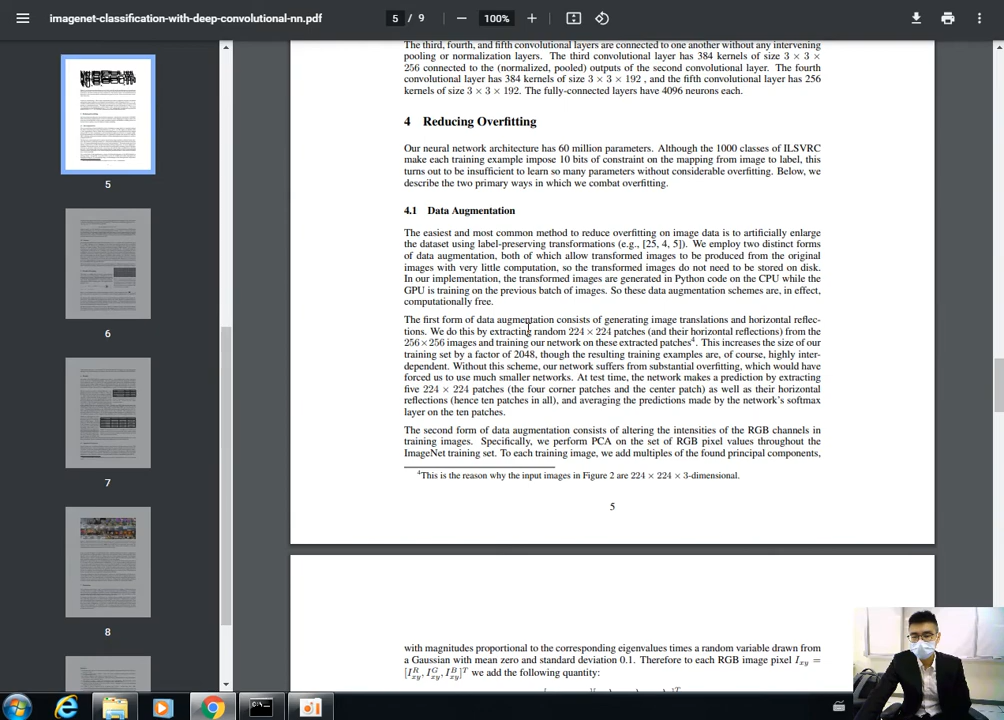 imagenet-classification-with-deep-convolutional-nn.pdf
5 / 9
100%
5
6
7
8
The third, fourth, and fifth convolutional layers are connected to one another without any intervening
pooling or normalization layers. The third convolutional layer has 384 kernels of size 3 × 3 ×
256 connected to the (normalized, pooled) outputs of the second convolutional layer. The fourth
convolutional layer has 384 kernels of size 3 × 3 × 192 , and the fifth convolutional layer has 256
kernels of size 3 × 3 × 192. The fully-connected layers have 4096 neurons each.
4 Reducing Overfitting
Our neural network architecture has 60 million parameters. Although the 1000 classes of ILSVRC
make each training example impose 10 bits of constraint on the mapping from image to label, this
turns out to be insufficient to learn so many parameters without considerable overfitting. Below, we
describe the two primary ways in which we combat overfitting.
4.1 Data Augmentation
The easiest and most common method to reduce overfitting on image data is to artificially enlarge
the dataset using label-preserving transformations (e.g., [25, 4, 5]). We employ two distinct forms
of data augmentation, both of which allow transformed images to be produced from the original
images with very little computation, so the transformed images do not need to be stored on disk.
In our implementation, the transformed images are generated in Python code on the CPU while the
GPU is training on the previous batch of images. So these data augmentation schemes are, in effect,
computationally free.
The first form of data augmentation consists of generating image translations and horizontal reflec-
tions. We do this by extracting random 224 × 224 patches (and their horizontal reflections) from the
256×256 images and training our network on these extracted patches⁴. This increases the size of our
training set by a factor of 2048, though the resulting training examples are, of course, highly inter-
dependent. Without this scheme, our network suffers from substantial overfitting, which would have
forced us to use much smaller networks. At test time, the network makes a prediction by extracting
five 224 × 224 patches (the four corner patches and the center patch) as well as their horizontal
reflections (hence ten patches in all), and averaging the predictions made by the network's softmax
layer on the ten patches.
The second form of data augmentation consists of altering the intensities of the RGB channels in
training images. Specifically, we perform PCA on the set of RGB pixel values throughout the
ImageNet training set. To each training image, we add multiples of the found principal components,
⁴This is the reason why the input images in Figure 2 are 224 × 224 × 3-dimensional.
5
with magnitudes proportional to the corresponding eigenvalues times a random variable drawn from
a Gaussian with mean zero and standard deviation 0.1. Therefore to each RGB image pixel Ixy =
[I^R_xy, I^G_xy, I^B_xy]^T we add the following quantity: